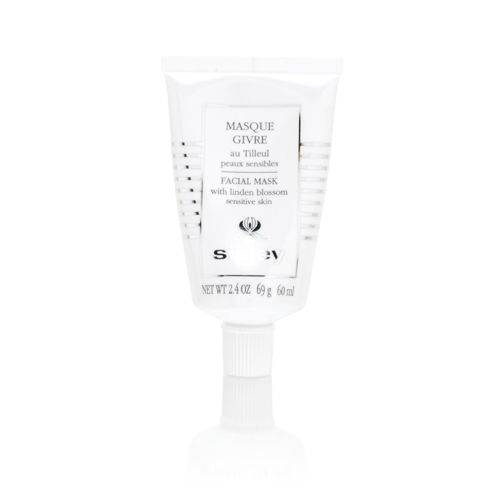 MASQUE
GIVRE
au Tilleul
peaux sensibles
FACIAL MASK
with linden blossom
sensitive skin
NET WT 2.4 OZ 69 g 60 ml